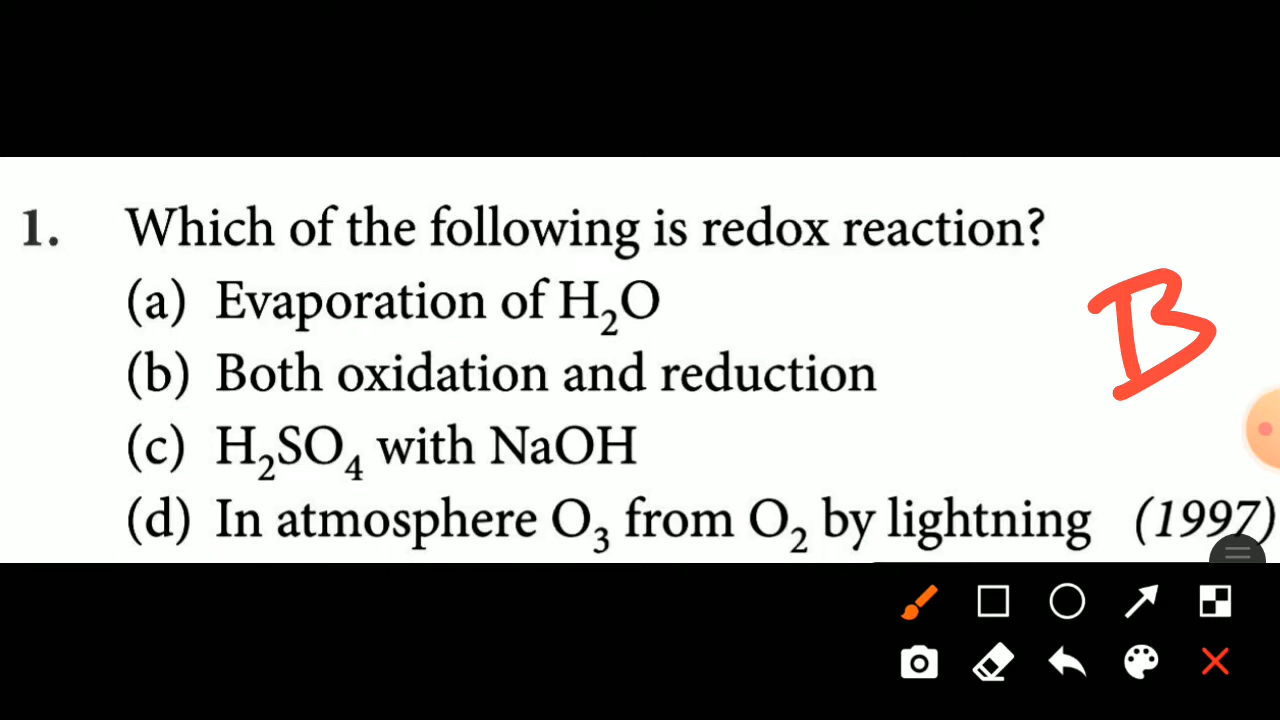 1. Which of the following is redox reaction?
(a) Evaporation of H₂O
B
(b) Both oxidation and reduction
(c) H₂SO₄ with NaOH
(d) In atmosphere O₃ from O₂ by lightning (1997)